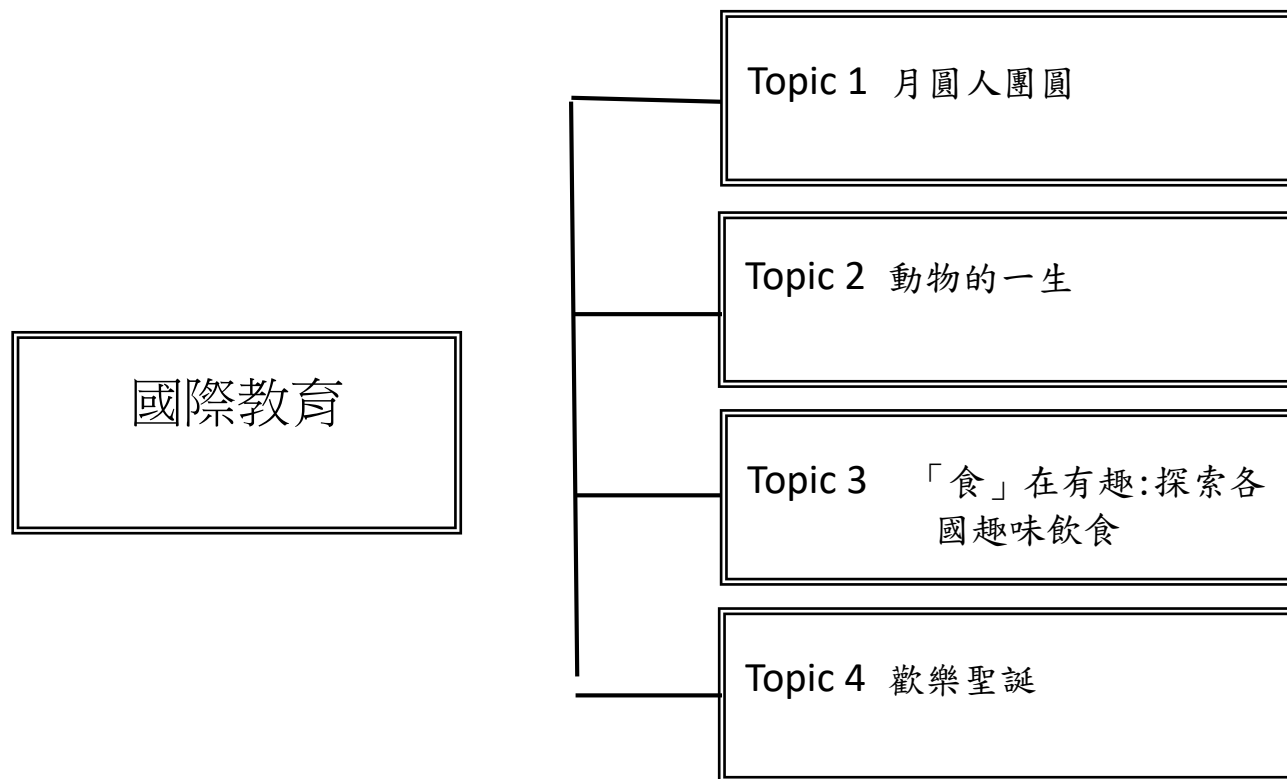 國際教育
Topic 1 月圓人團圓
Topic 2 動物的一生
Topic 3 「食」在有趣:探索各
國趣味飲食
Topic 4 歡樂聖誕